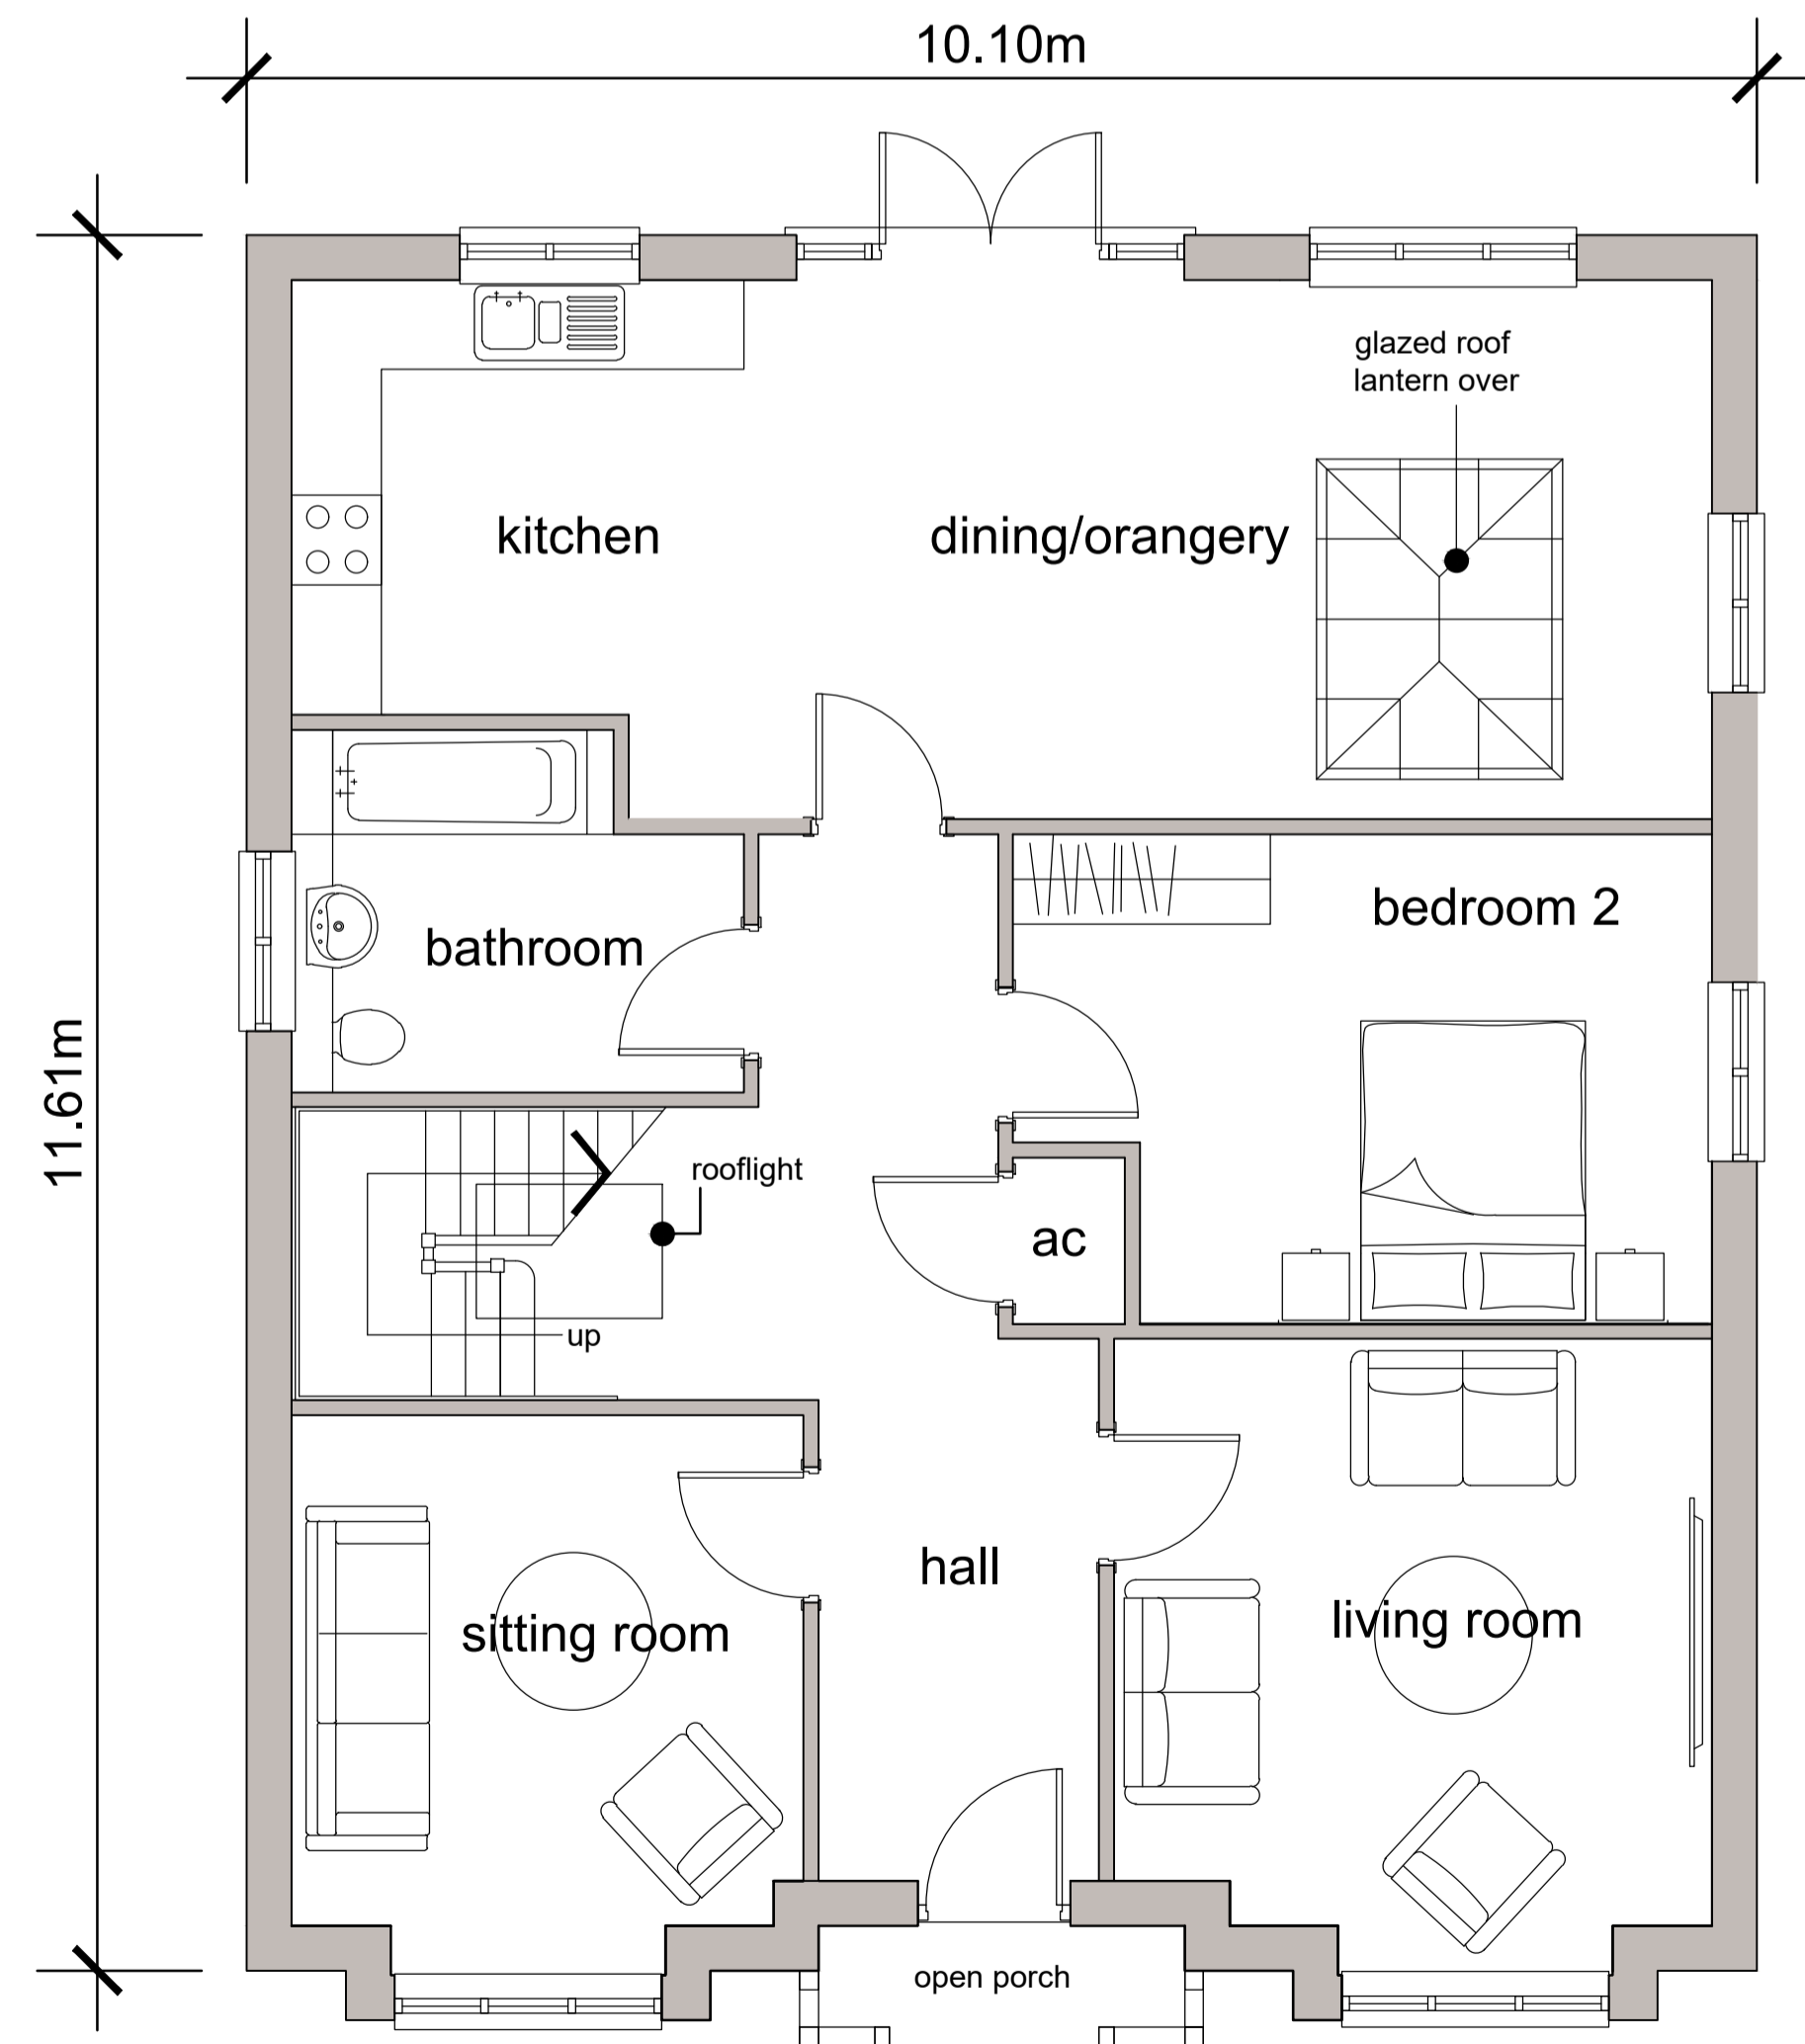 10.10m
glazed roof
lantern over
kitchen
dining/orangery
bedroom 2
bathroom
11.61m
rooflight
ac
up
hall
sitting room
living room
open porch